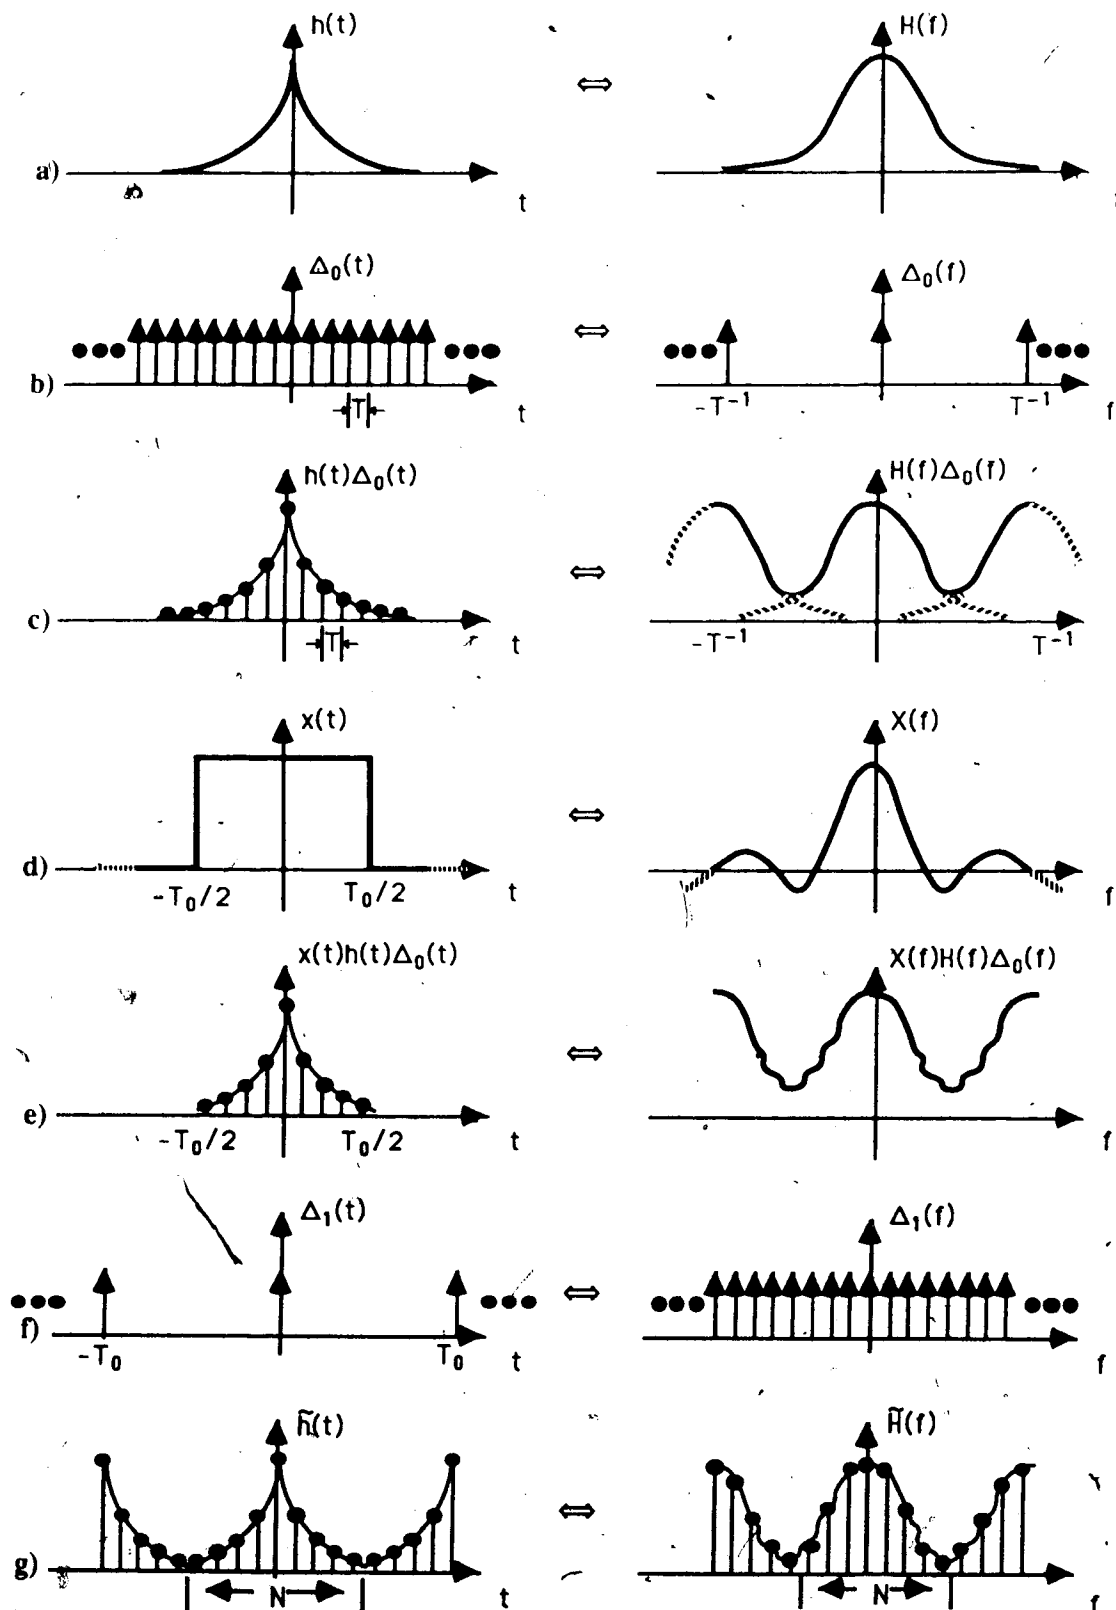 h(t) ⇔ H(f)
a) t
Δ₀(t) ⇔ Δ₀(f)
b) T t -T⁻¹ T⁻¹ f
h(t)Δ₀(t) ⇔ H(f)Δ₀(f)
c) T t -T⁻¹ T⁻¹
x(t) ⇔ X(f)
d) -T₀/2 T₀/2 t f
x(t)h(t)Δ₀(t) ⇔ X(f)H(f)Δ₀(f)
e) -T₀/2 T₀/2 t f
Δ₁(t) ⇔ Δ₁(f)
f) -T₀ T₀ t f
h̃(t) ⇔ H̃(f)
g) N t N f